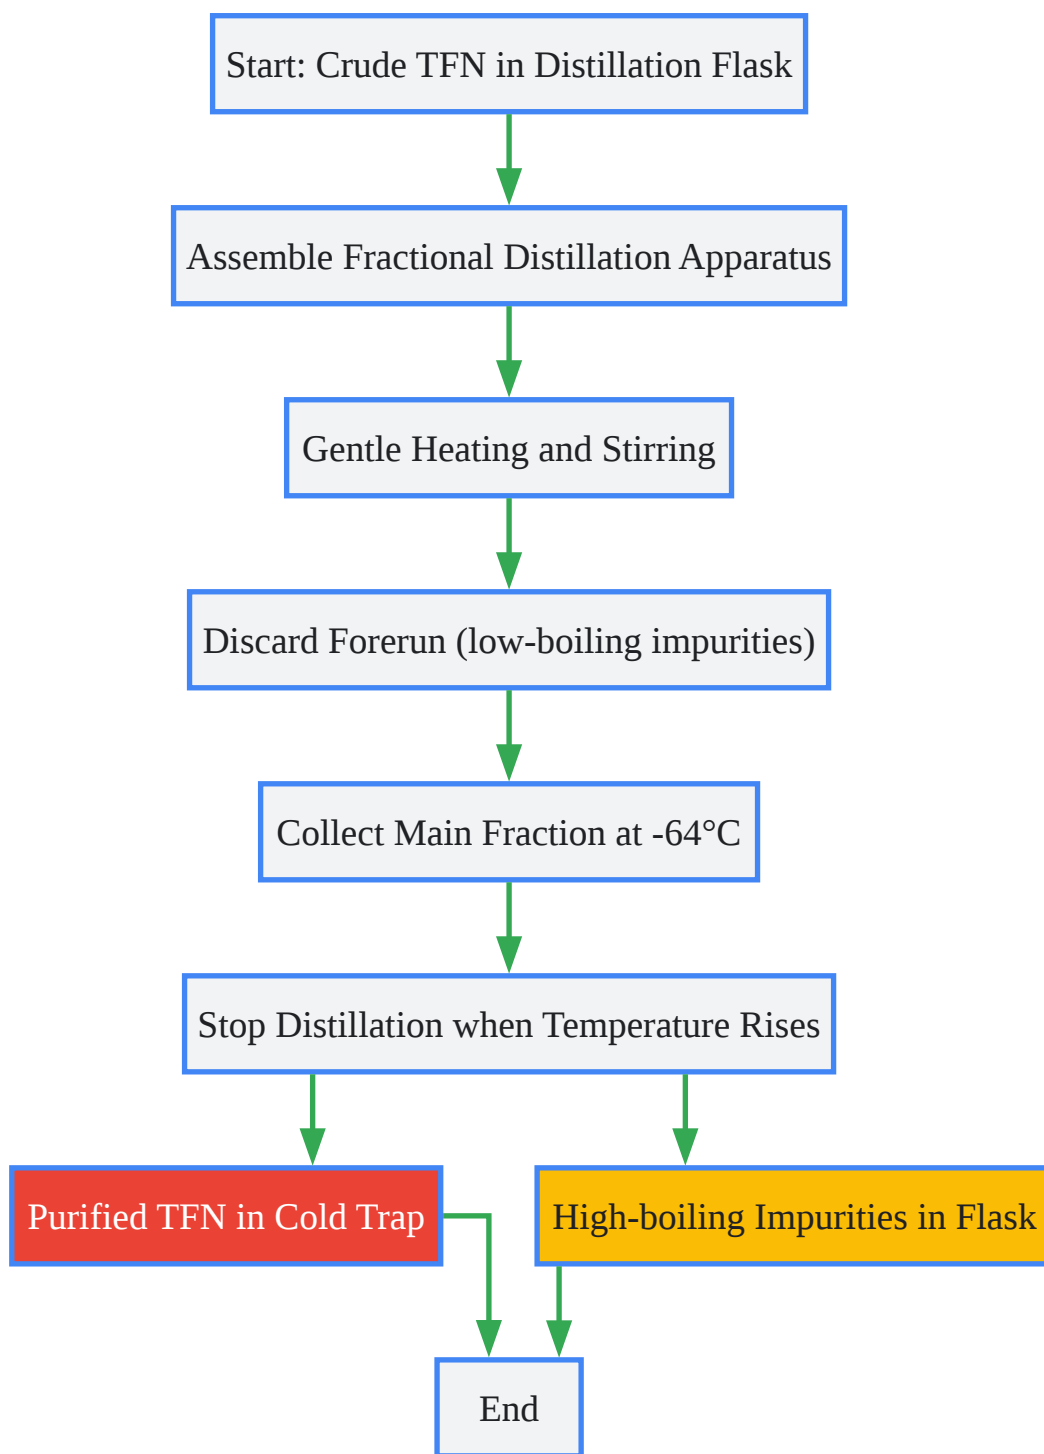 Start: Crude TFN in Distillation Flask
Assemble Fractional Distillation Apparatus
Gentle Heating and Stirring
Discard Forerun (low-boiling impurities)
Collect Main Fraction at -64°C
Stop Distillation when Temperature Rises
Purified TFN in Cold Trap
High-boiling Impurities in Flask
End